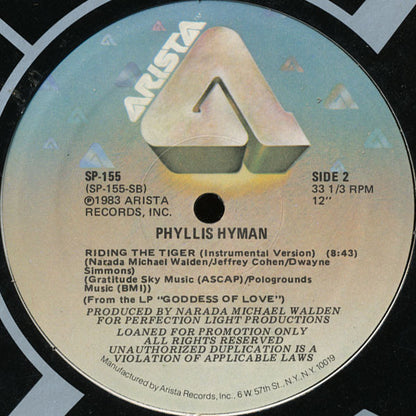 ARISTA™
SP-155
(SP-155-SB)
℗1983 ARISTA
RECORDS, INC.
SIDE 2
33 1/3 RPM
12"
PHYLLIS HYMAN
RIDING THE TIGER (Instrumental Version) (8:43)
(Narada Michael Walden/Jeffrey Cohen/Dwayne
Simmons)
(Gratitude Sky Music (ASCAP)/Pologrounds
Music (BMI))
(From the LP "GODDESS OF LOVE")
PRODUCED BY NARADA MICHAEL WALDEN
FOR PERFECTION LIGHT PRODUCTIONS
LOANED FOR PROMOTION ONLY
ALL RIGHTS RESERVED
UNAUTHORIZED DUPLICATION IS A
VIOLATION OF APPLICABLE LAWS
Manufactured by Arista Records, Inc., 6 W. 57th St., N.Y., N.Y. 10019